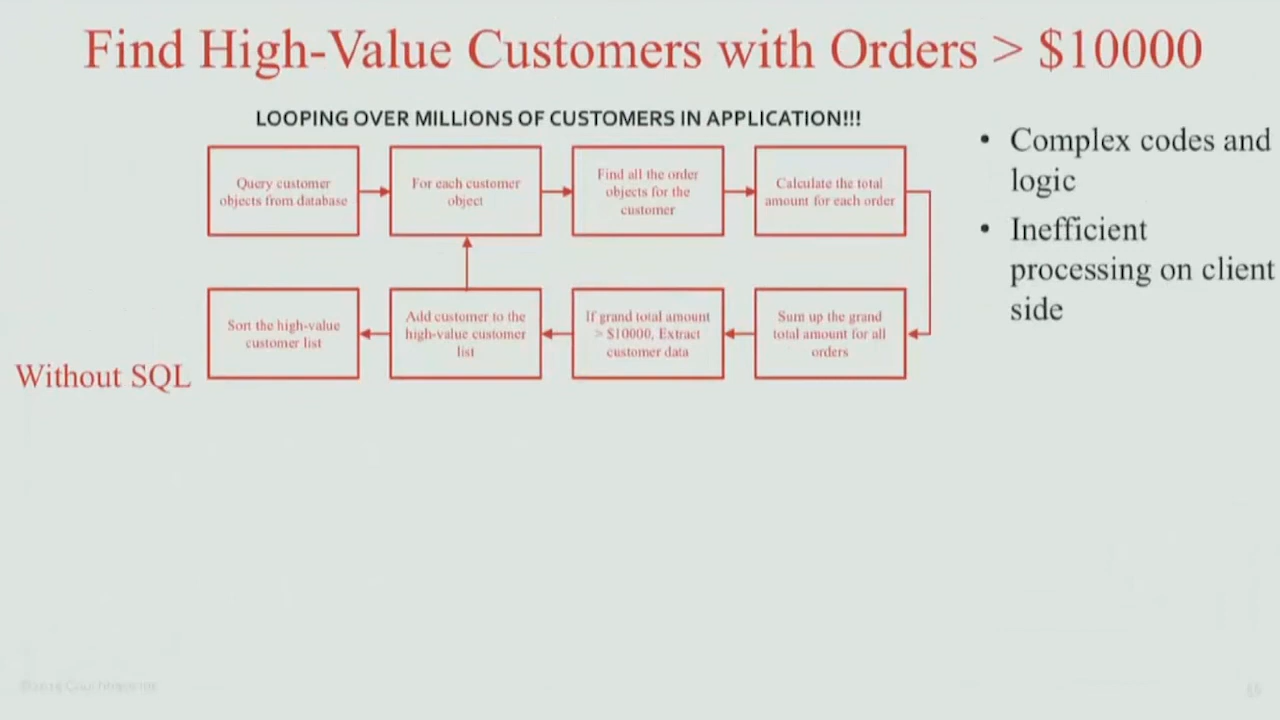 Find High-Value Customers with Orders > $10000
LOOPING OVER MILLIONS OF CUSTOMERS IN APPLICATION!!!
Query customer
objects from database
For each customer
object
Find all the order
objects for the
customer
Calculate the total
amount for each order
Sort the high-value
customer list
Add customer to the
high-value customer
list
If grand total amount
> $10000, Extract
customer data
Sum up the grand
total amount for all
orders
Without SQL
• Complex codes and
logic
• Inefficient
processing on client
side